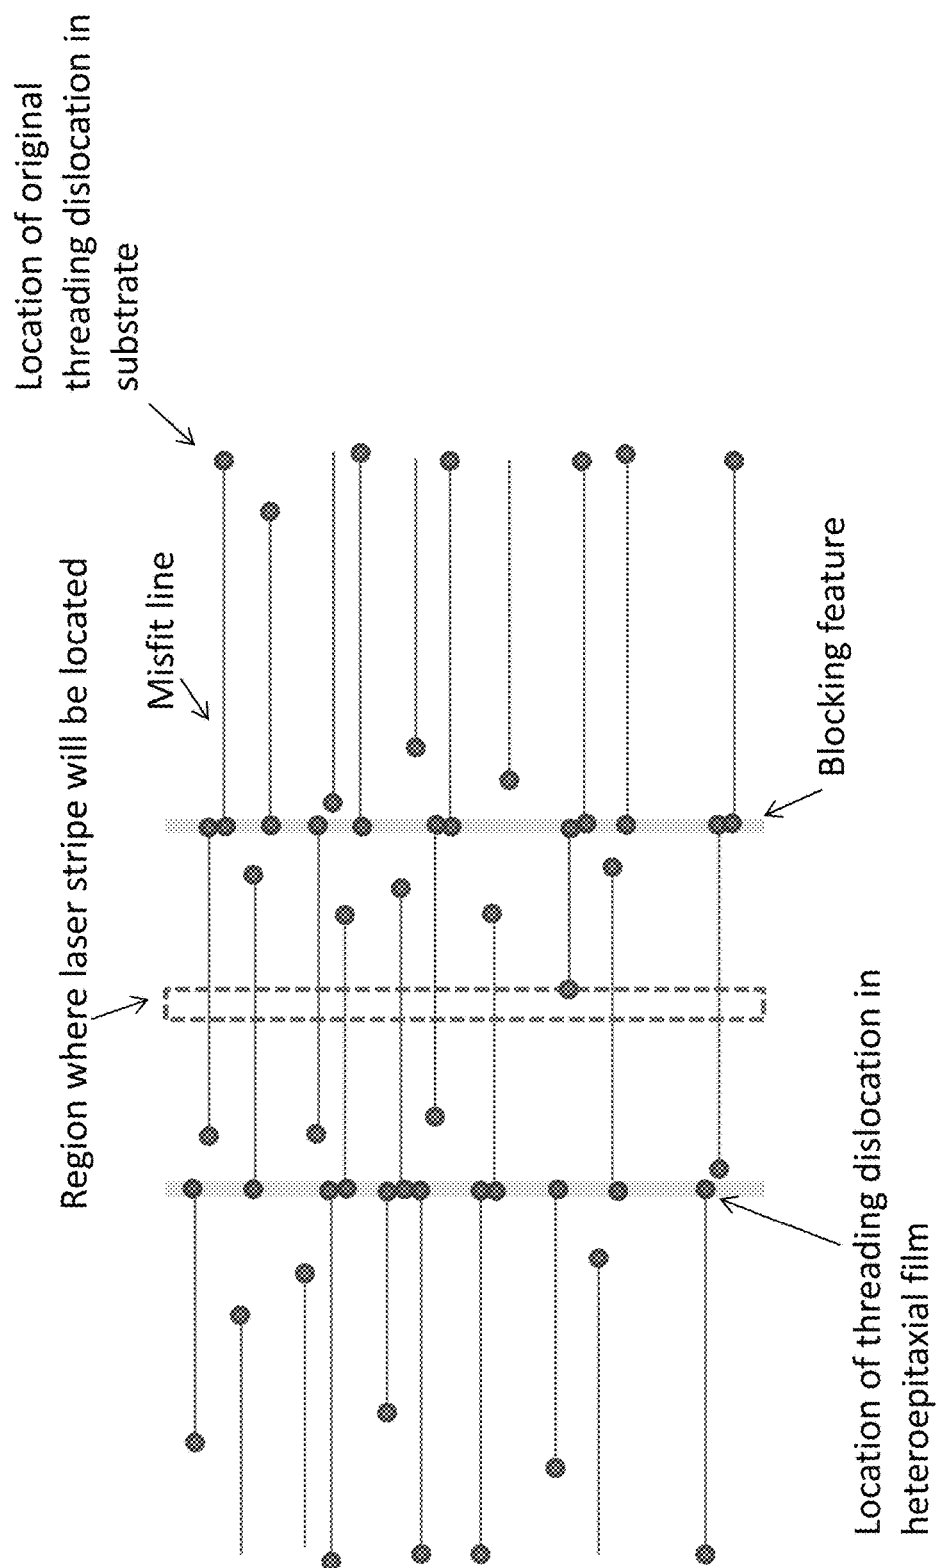 Location of original
threading dislocation in
substrate
Region where laser stripe will be located
Misfit line
Blocking feature
Location of threading dislocation in
heteroepitaxial film